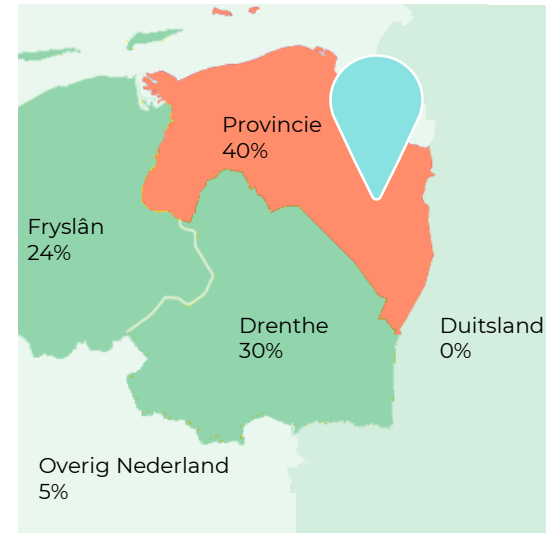 Provincie
40%
Fryslân
24%
Drenthe
30%
Duitsland
0%
Overig Nederland
5%